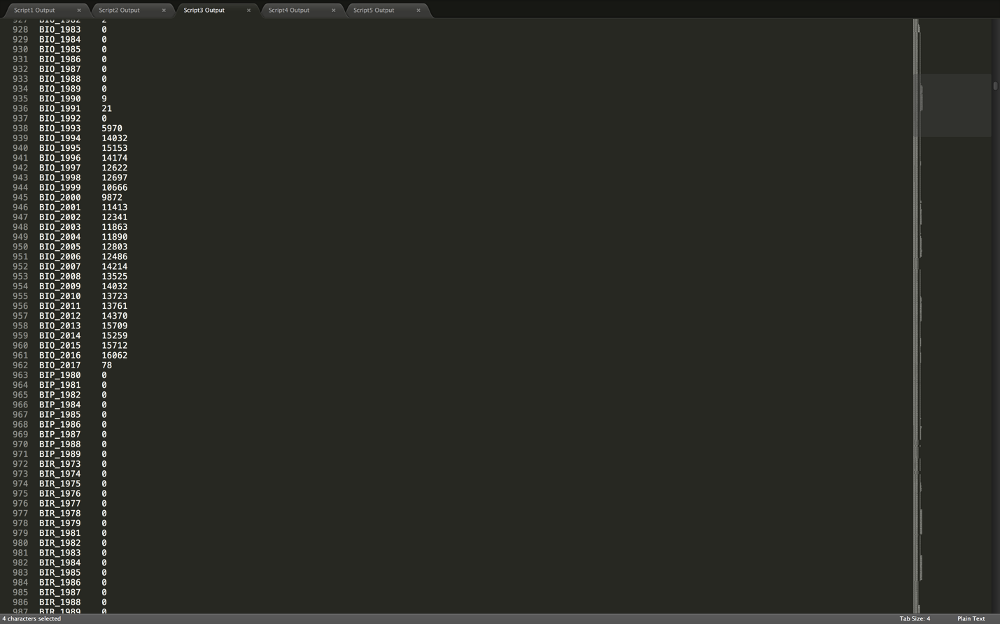 Script1 Output × Script2 Output × Script3 Output × Script4 Output × Script5 Output ×
927 BIO_1982 2
928 BIO_1983 0
929 BIO_1984 0
930 BIO_1985 0
931 BIO_1986 0
932 BIO_1987 0
933 BIO_1988 0
934 BIO_1989 0
935 BIO_1990 9
936 BIO_1991 21
937 BIO_1992 0
938 BIO_1993 5970
939 BIO_1994 14032
940 BIO_1995 15153
941 BIO_1996 14174
942 BIO_1997 12622
943 BIO_1998 12697
944 BIO_1999 10666
945 BIO_2000 9872
946 BIO_2001 11413
947 BIO_2002 12341
948 BIO_2003 11863
949 BIO_2004 11890
950 BIO_2005 12803
951 BIO_2006 12486
952 BIO_2007 14214
953 BIO_2008 13525
954 BIO_2009 14032
955 BIO_2010 13723
956 BIO_2011 13761
957 BIO_2012 14370
958 BIO_2013 15709
959 BIO_2014 15259
960 BIO_2015 15712
961 BIO_2016 16062
962 BIO_2017 78
963 BIP_1980 0
964 BIP_1981 0
965 BIP_1982 0
966 BIP_1984 0
967 BIP_1985 0
968 BIP_1986 0
969 BIP_1987 0
970 BIP_1988 0
971 BIP_1989 0
972 BIR_1973 0
973 BIR_1974 0
974 BIR_1975 0
975 BIR_1976 0
976 BIR_1977 0
977 BIR_1978 0
978 BIR_1979 0
979 BIR_1981 0
980 BIR_1982 0
981 BIR_1983 0
982 BIR_1984 0
983 BIR_1985 0
984 BIR_1986 0
985 BIR_1987 0
986 BIR_1988 0
987 BIR_1989 0
4 characters selected Tab Size: 4 Plain Text